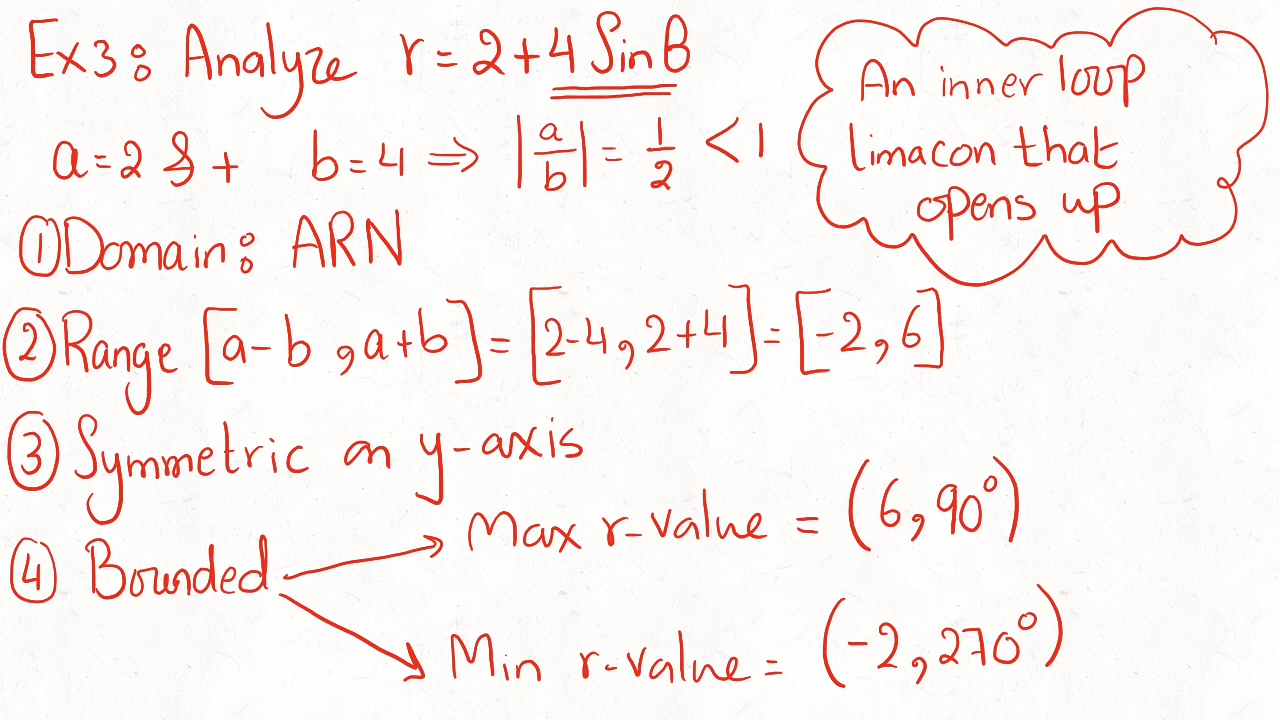 Ex3: Analyze r = 2 + 4 Sin θ
a = 2 & + b = 4 ⇒ |a/b| = 1/2 < 1
An inner loop
limacon that
opens up
① Domain: ARN
② Range [a-b, a+b] = [2-4, 2+4] = [-2, 6]
③ Symmetric on y-axis
④ Bounded
Max r-value = (6, 90°)
Min r-value = (-2, 270°)